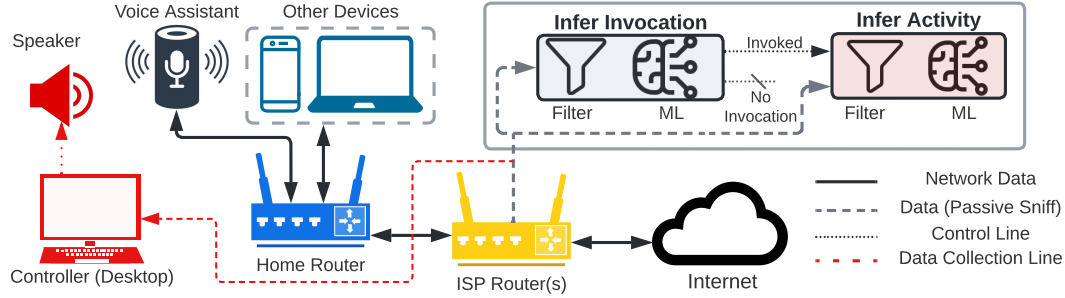 Voice Assistant
Other Devices
Speaker
Infer Invocation
Infer Activity
Invoked
No
Invocation
Filter
ML
Filter
ML
Controller (Desktop)
Home Router
ISP Router(s)
Internet
Network Data
Data (Passive Sniff)
Control Line
Data Collection Line